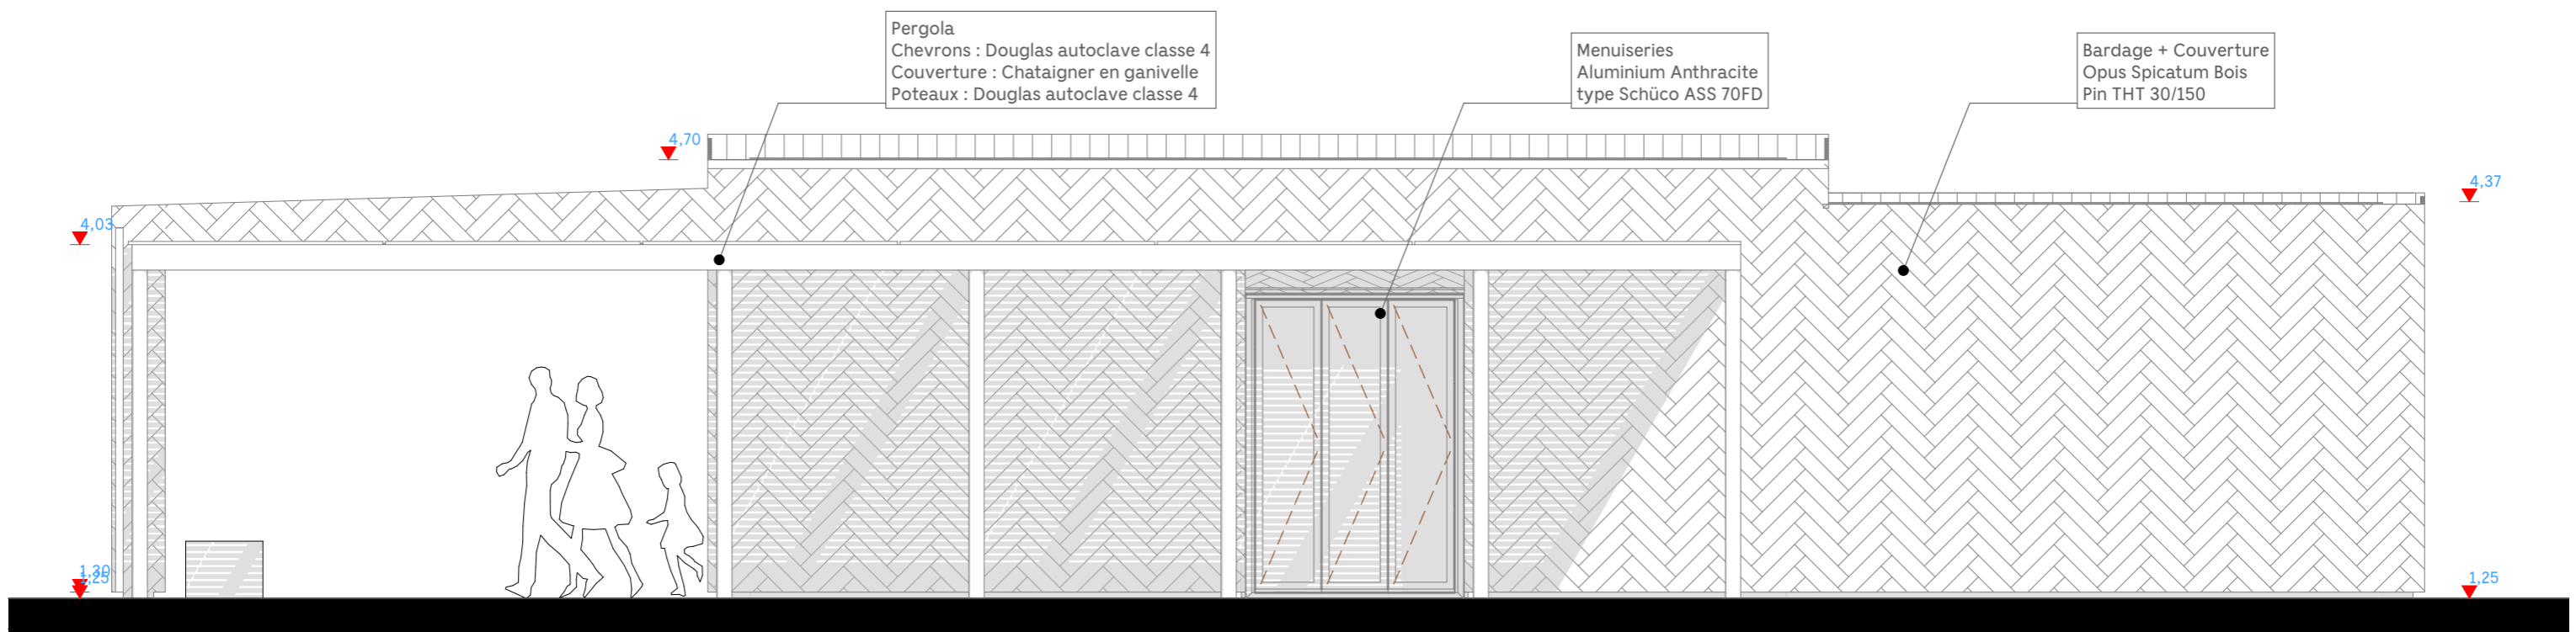 Pergola
Chevrons : Douglas autoclave classe 4
Couverture : Chataigner en ganivelle
Poteaux : Douglas autoclave classe 4
Menuiseries
Aluminium Anthracite
type Schüco ASS 70FD
Bardage + Couverture
Opus Spicatum Bois
Pin THT 30/150
4,70
4,37
4,03
1,30
1,25
1,25